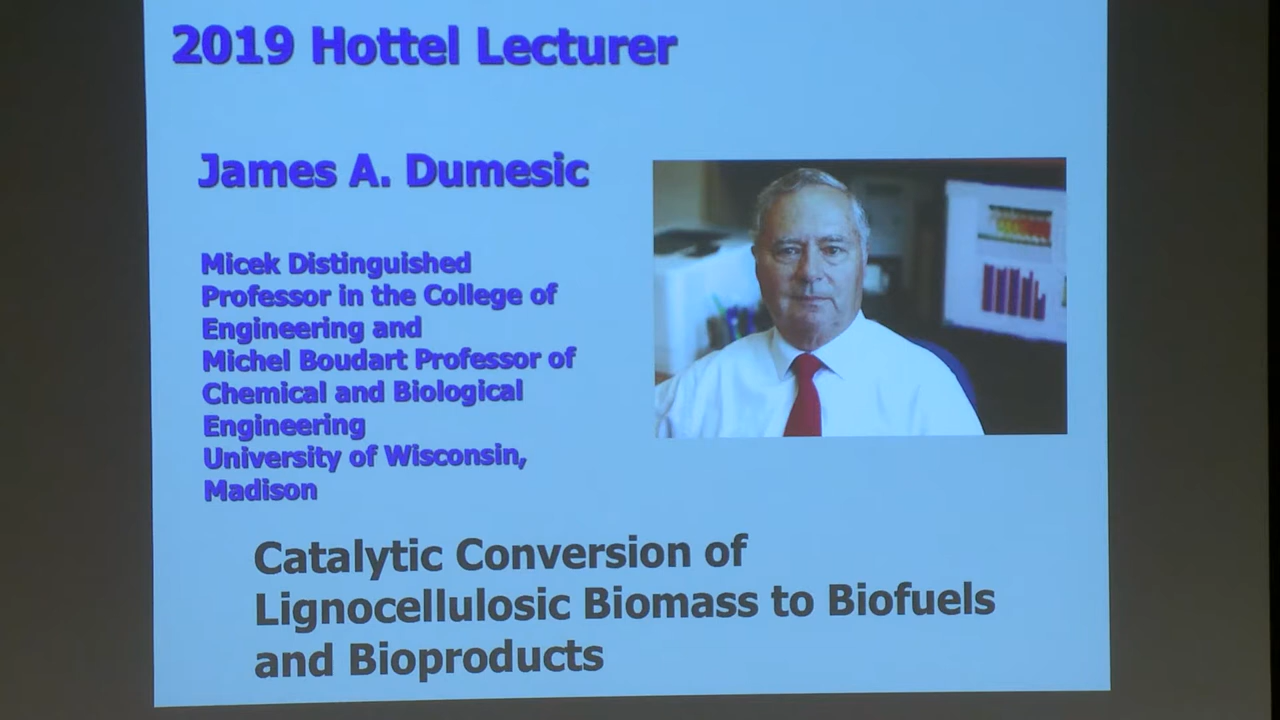 2019 Hottel Lecturer
James A. Dumesic
Micek Distinguished
Professor in the College of
Engineering and
Michel Boudart Professor of
Chemical and Biological
Engineering
University of Wisconsin,
Madison
Catalytic Conversion of
Lignocellulosic Biomass to Biofuels
and Bioproducts